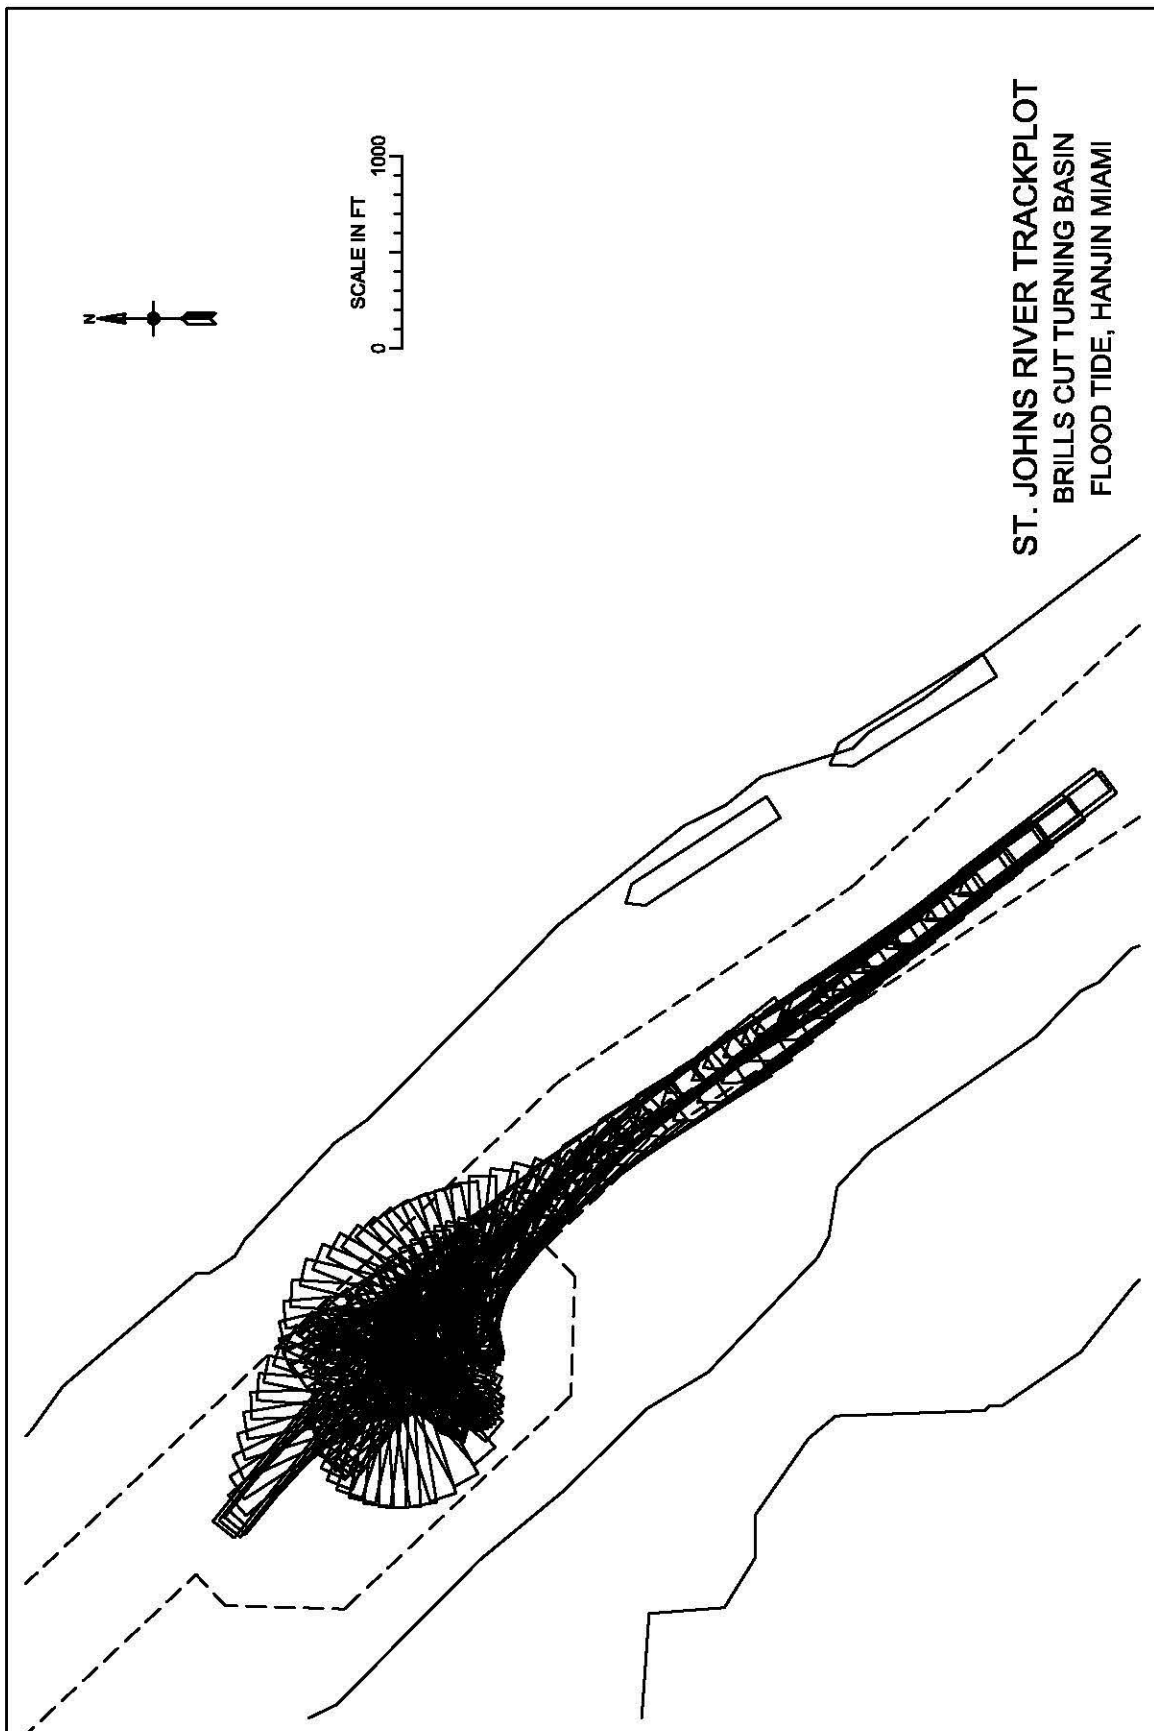 N
SCALE IN FT
0 1000
ST. JOHNS RIVER TRACKPLOT
BRILLS CUT TURNING BASIN
FLOOD TIDE, HANJIN MIAMI